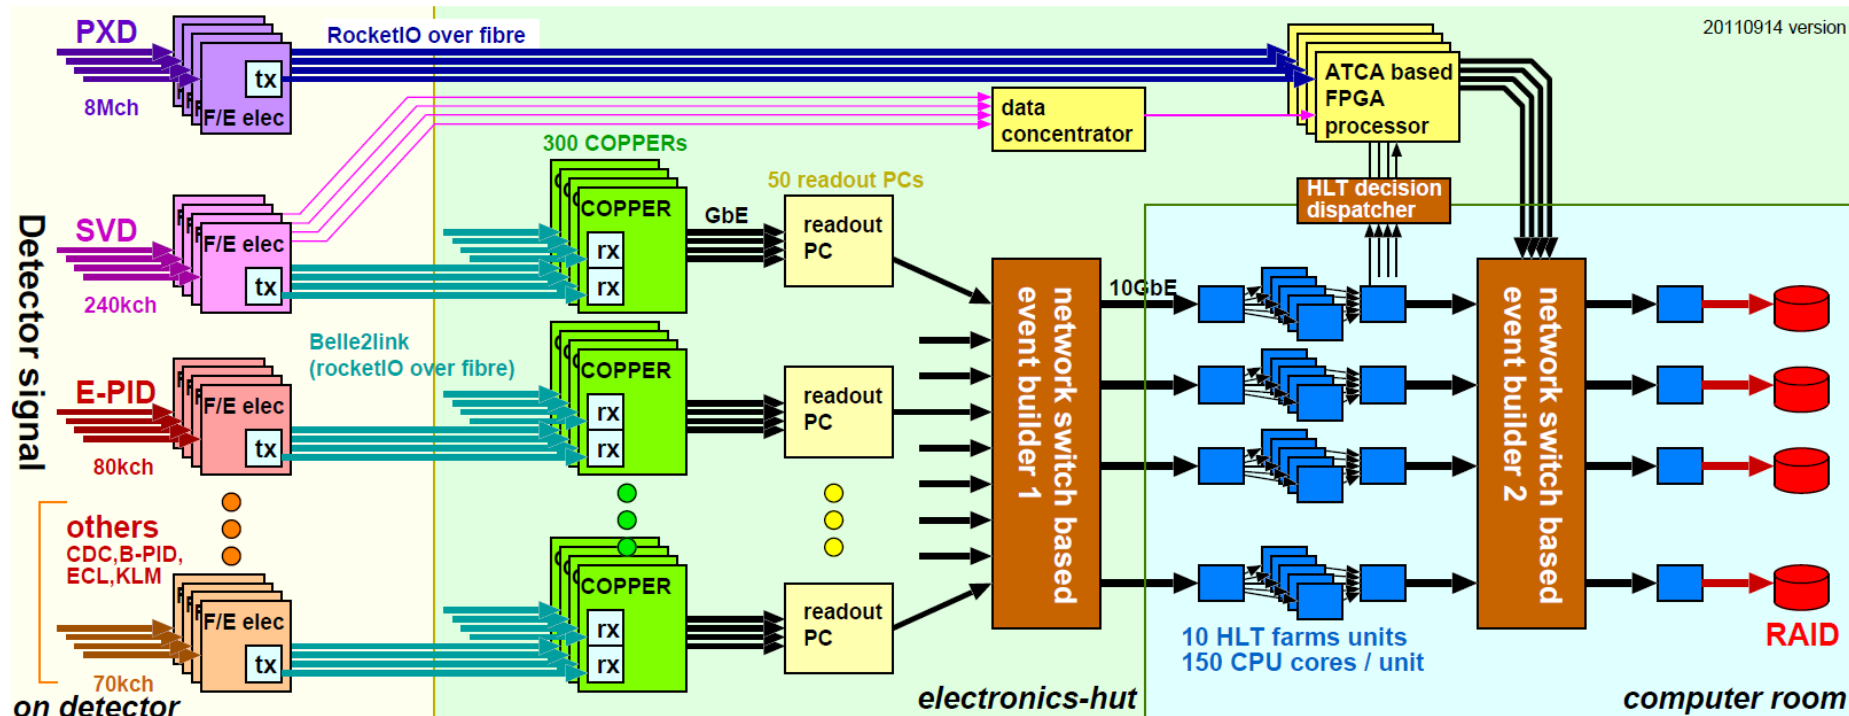 PXD
RocketIO over fibre
20110914 version
tx
8Mch
F/E elec
ATCA based
FPGA
processor
data
concentrator
300 COPPERs
50 readout PCs
HLT decision
dispatcher
Detector signal
SVD
F/E elec
tx
240kch
COPPER
rx
rx
GbE
readout
PC
10GbE
network switch based
event builder 1
network switch based
event builder 2
Belle2link
(rocketIO over fibre)
E-PID
F/E elec
tx
80kch
COPPER
rx
rx
readout
PC
others
CDC,B-PID,
ECL,KLM
F/E elec
tx
70kch
COPPER
rx
rx
readout
PC
10 HLT farms units
150 CPU cores / unit
RAID
on detector
electronics-hut
computer room